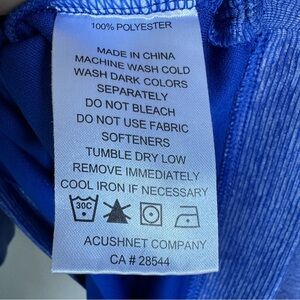 100% POLYESTER
MADE IN CHINA
MACHINE WASH COLD
WASH DARK COLORS
SEPARATELY
DO NOT BLEACH
DO NOT USE FABRIC
SOFTENERS
TUMBLE DRY LOW
REMOVE IMMEDIATELY
COOL IRON IF NECESSARY
30C
ACUSHNET COMPANY
CA # 28544